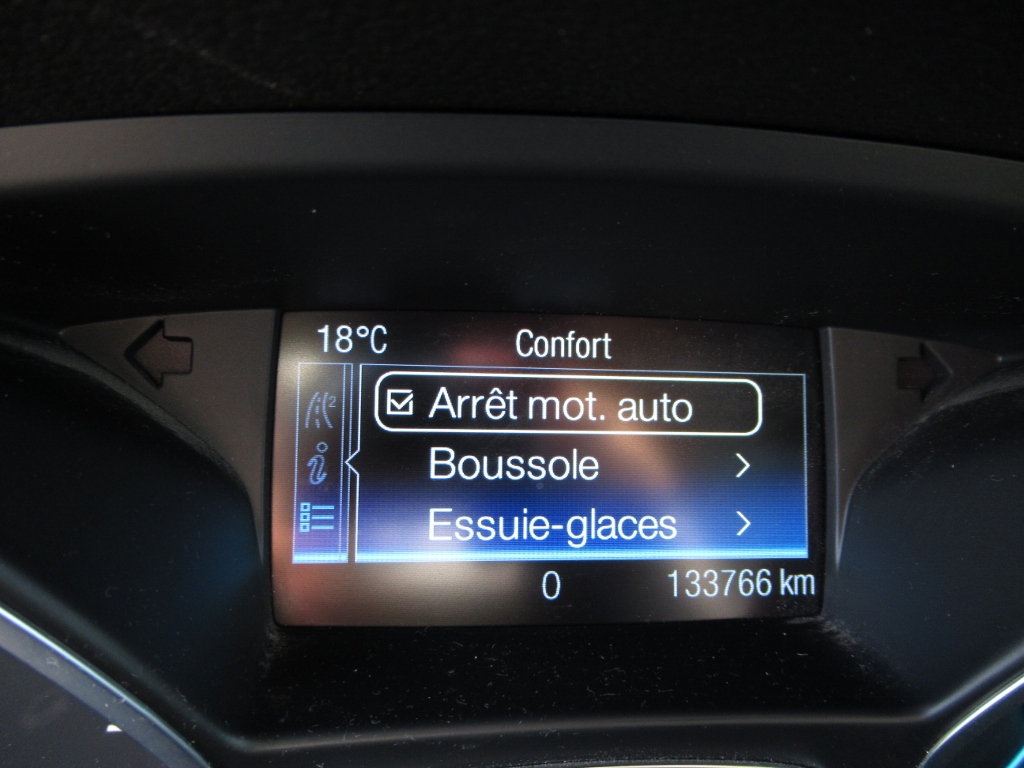 18°C Confort
Arrêt mot. auto
Boussole
Essuie-glaces
0 133766 km